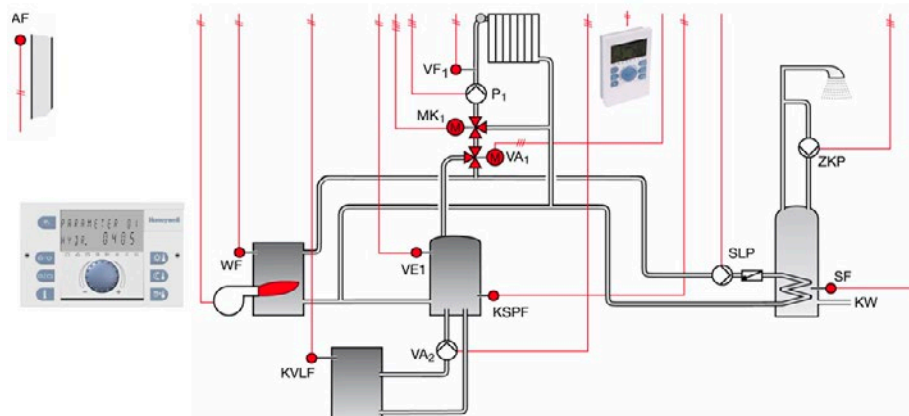 AF
VF1
P1
MK1
VA1
ZKP
PARAMETER 01
Honeywell
HYDR. 0405
WF
VE1
SLP
SF
KSPF
KW
KVLF
VA2
M
M